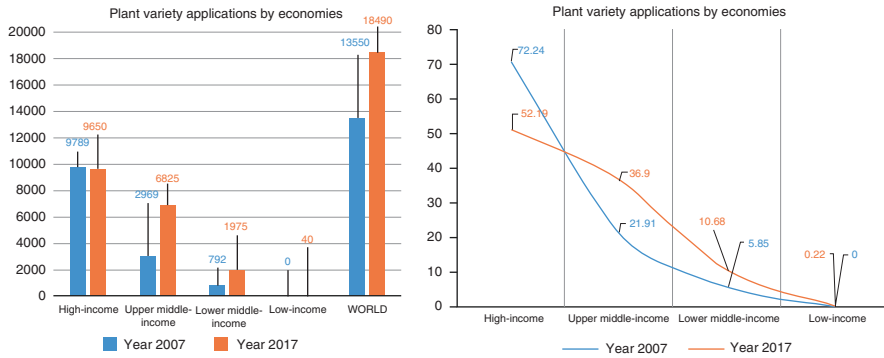 Plant variety applications by economies
20000
18000
16000
14000
12000
10000
8000
6000
4000
2000
0
9789
9650
2969
6825
792
1975
0
40
13550
18490
High-income
Upper middle-
income
Lower middle-
income
Low-income
WORLD
Year 2007
Year 2017
Plant variety applications by economies
80
70
60
50
40
30
20
10
0
72.24
52.19
36.9
21.91
10.68
5.85
0.22
0
High-income
Upper middle-income
Lower middle-income
Low-income
Year 2007
Year 2017